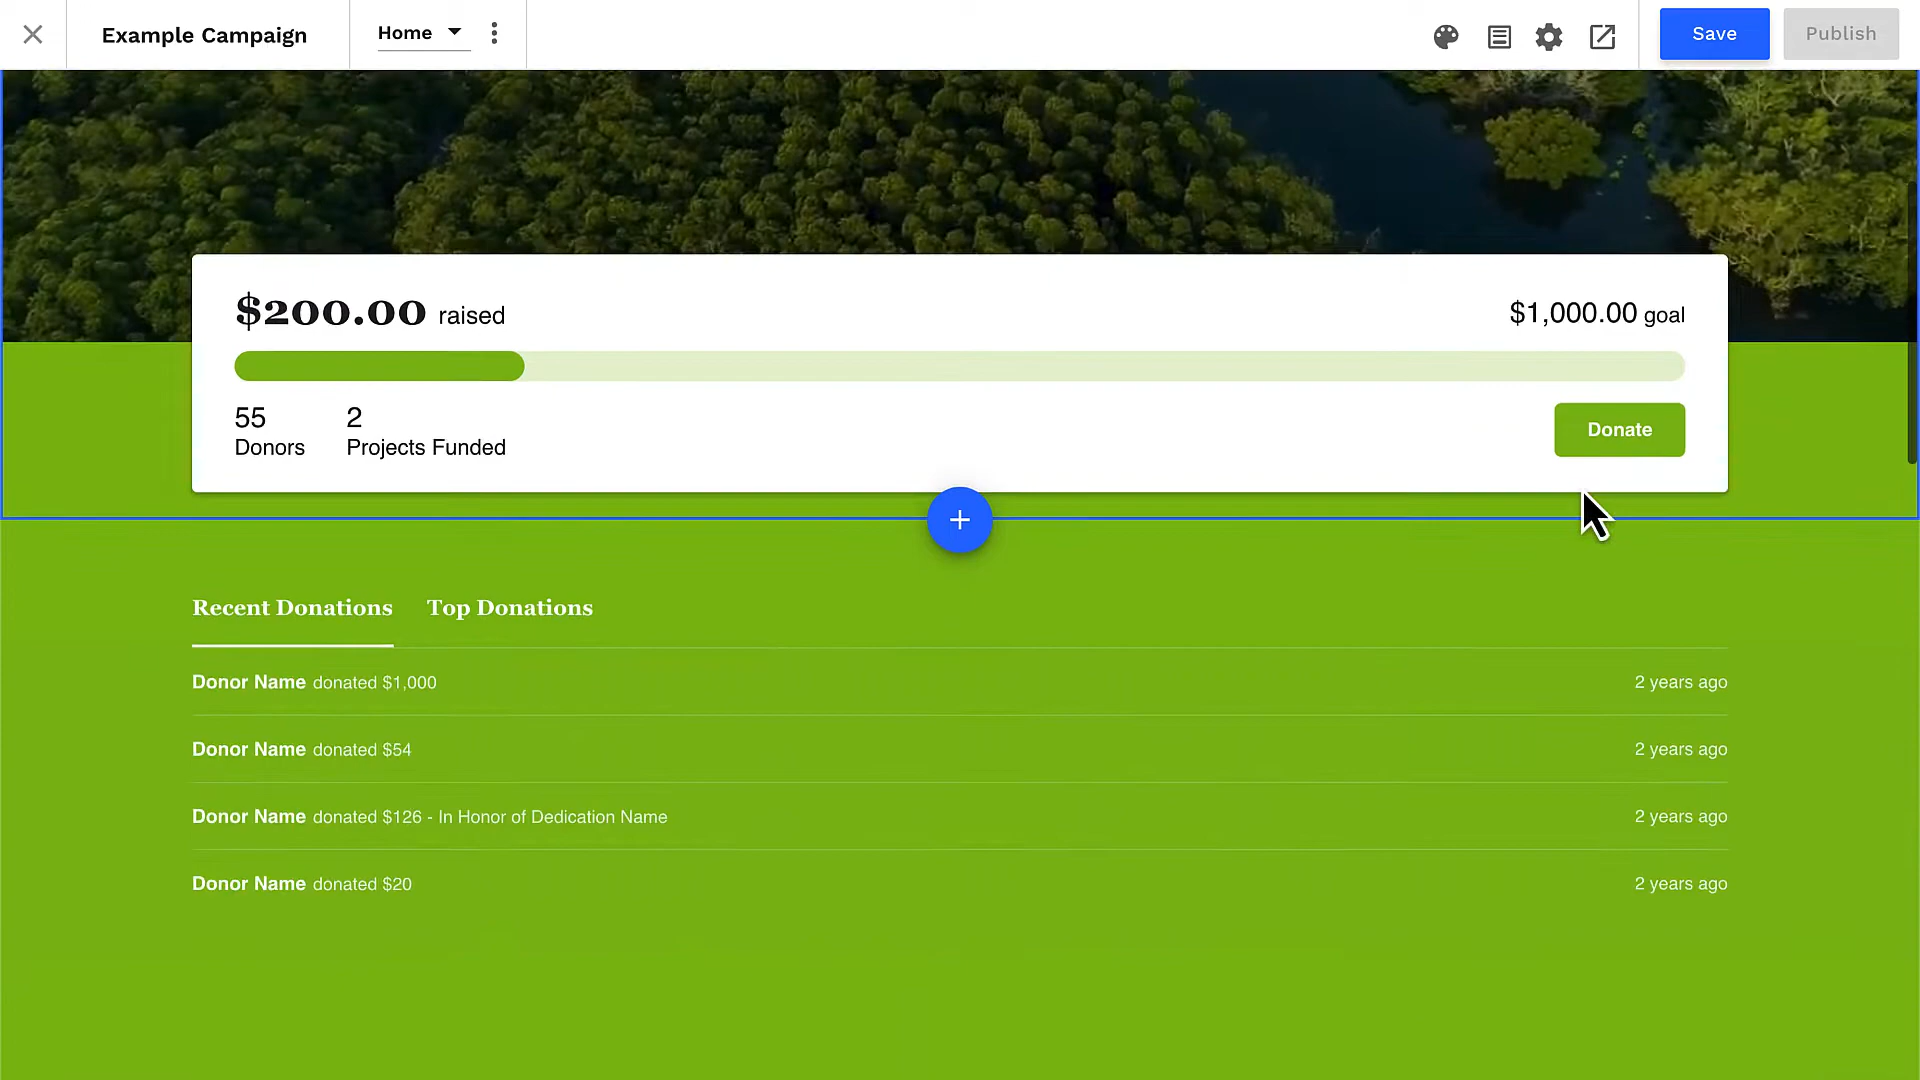 Example Campaign
Home
Save
Publish
$200.00 raised
$1,000.00 goal
55
Donors
2
Projects Funded
Donate
Recent Donations
Top Donations
Donor Name donated $1,000
2 years ago
Donor Name donated $54
2 years ago
Donor Name donated $126 - In Honor of Dedication Name
2 years ago
Donor Name donated $20
2 years ago